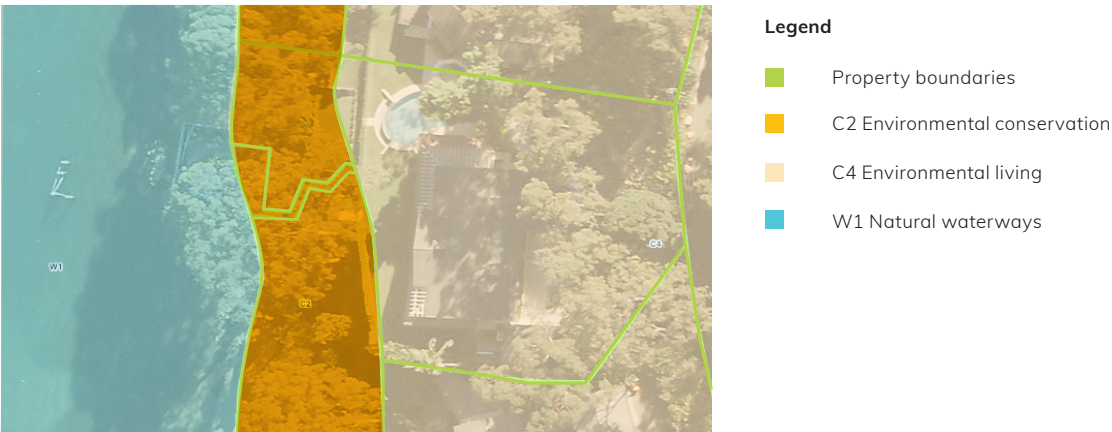 Legend
Property boundaries
C2 Environmental conservation
C4 Environmental living
W1 Natural waterways
W1
C2
C4